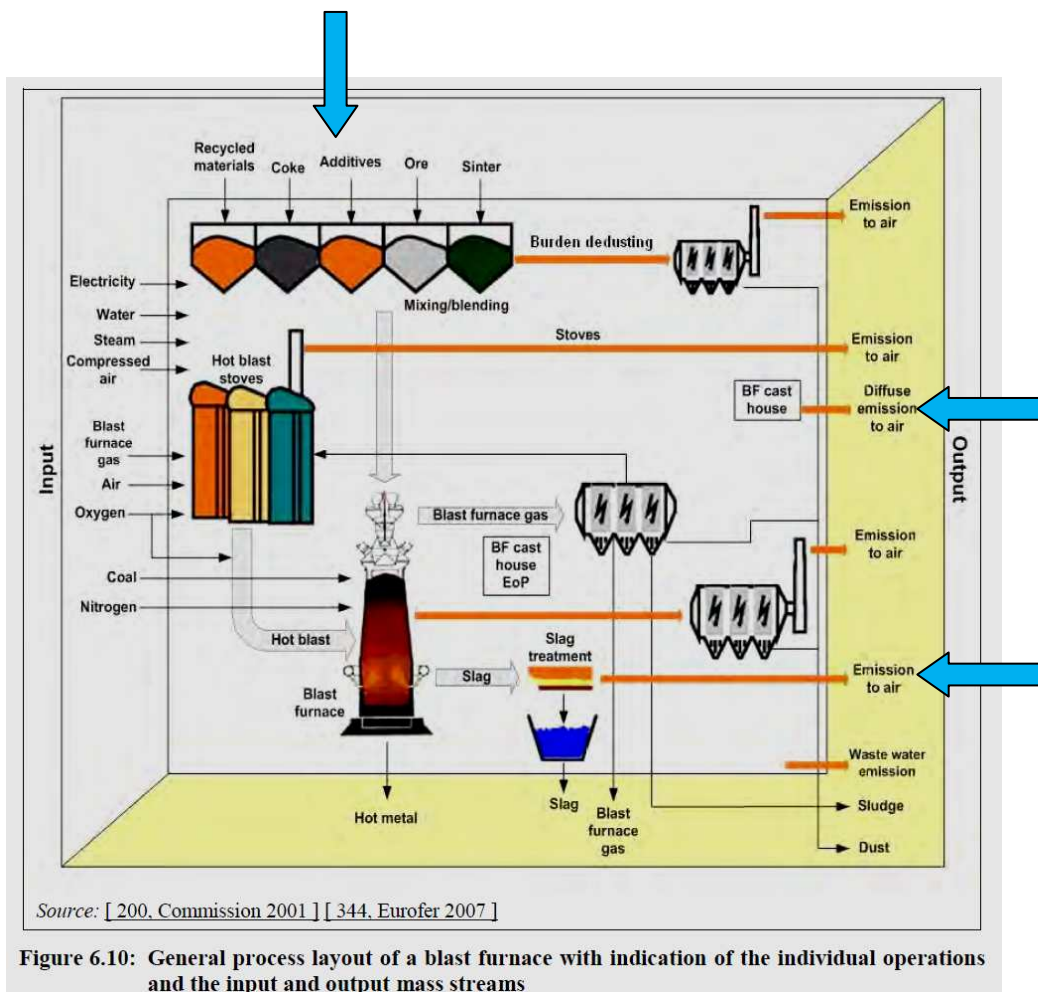 Recycled
materials
Coke
Additives
Ore
Sinter
Emission
to air
Burden dedusting
Electricity
Mixing/blending
Water
Steam
Stoves
Emission
to air
Compressed
air
Hot blast
stoves
BF cast
house
Diffuse
emission
to air
Input
Output
Blast
furnace
gas
Air
Oxygen
Blast furnace gas
Emission
to air
BF cast
house
EoP
Coal
Nitrogen
Hot blast
Slag
treatment
Slag
Emission
to air
Blast
furnace
Waste water
emission
Hot metal
Slag
Blast
furnace
gas
Sludge
Dust
Source: [ 200, Commission 2001 ] [ 344, Eurofer 2007 ]
Figure 6.10: General process layout of a blast furnace with indication of the individual operations
and the input and output mass streams